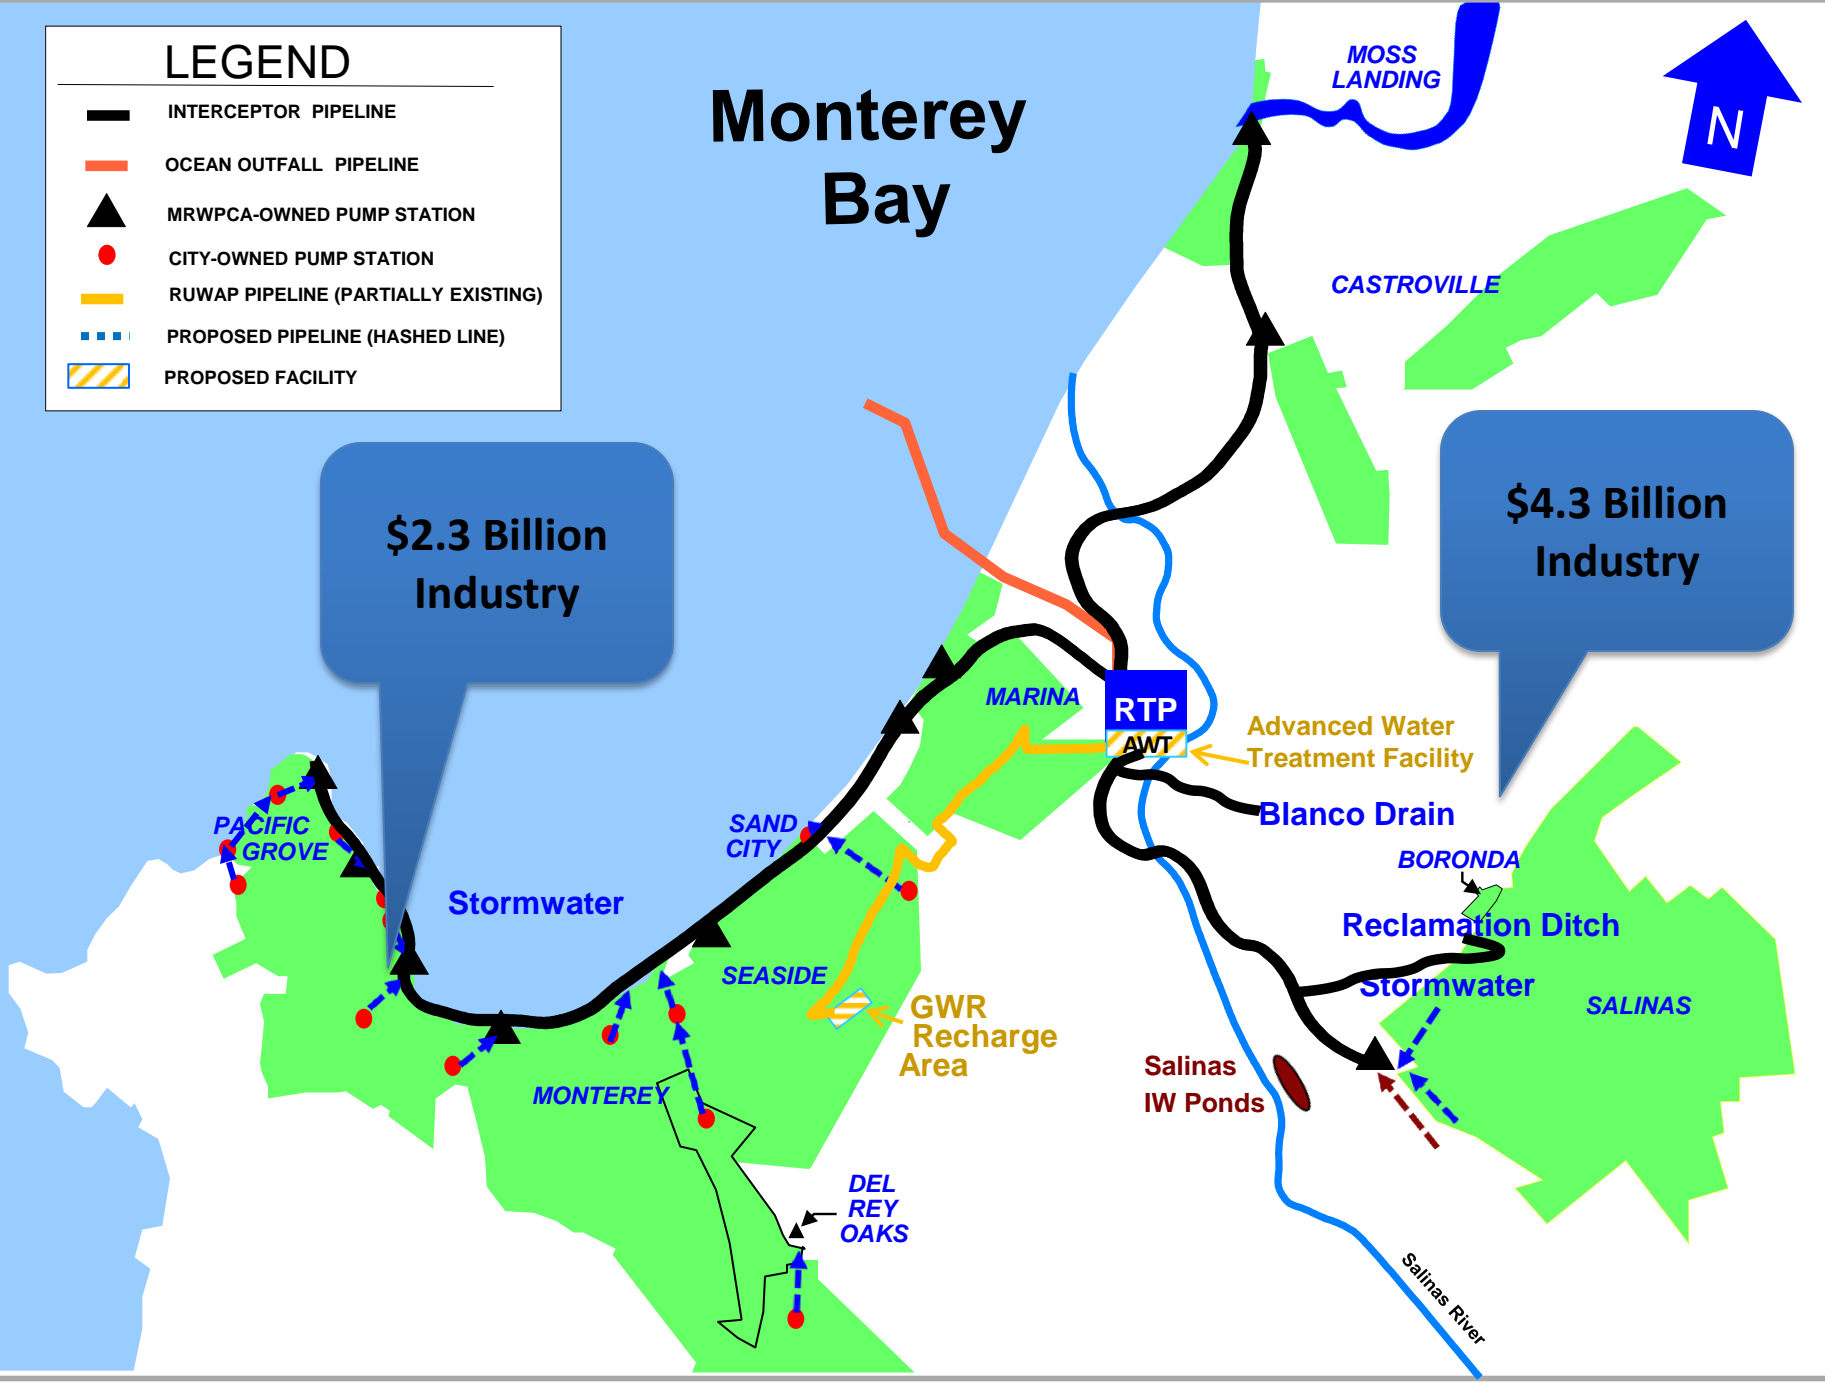 LEGEND
INTERCEPTOR PIPELINE
OCEAN OUTFALL PIPELINE
MRWPCA-OWNED PUMP STATION
CITY-OWNED PUMP STATION
RUWAP PIPELINE (PARTIALLY EXISTING)
PROPOSED PIPELINE (HASHED LINE)
PROPOSED FACILITY
Monterey
Bay
MOSS
LANDING
N
CASTROVILLE
$2.3 Billion
Industry
$4.3 Billion
Industry
MARINA
RTP
AWT
Advanced Water
Treatment Facility
Blanco Drain
PACIFIC
GROVE
SAND
CITY
BORONDA
Stormwater
Reclamation Ditch
SEASIDE
Stormwater
SALINAS
GWR
Recharge
Area
Salinas
IW Ponds
MONTEREY
DEL
REY
OAKS
Salinas River